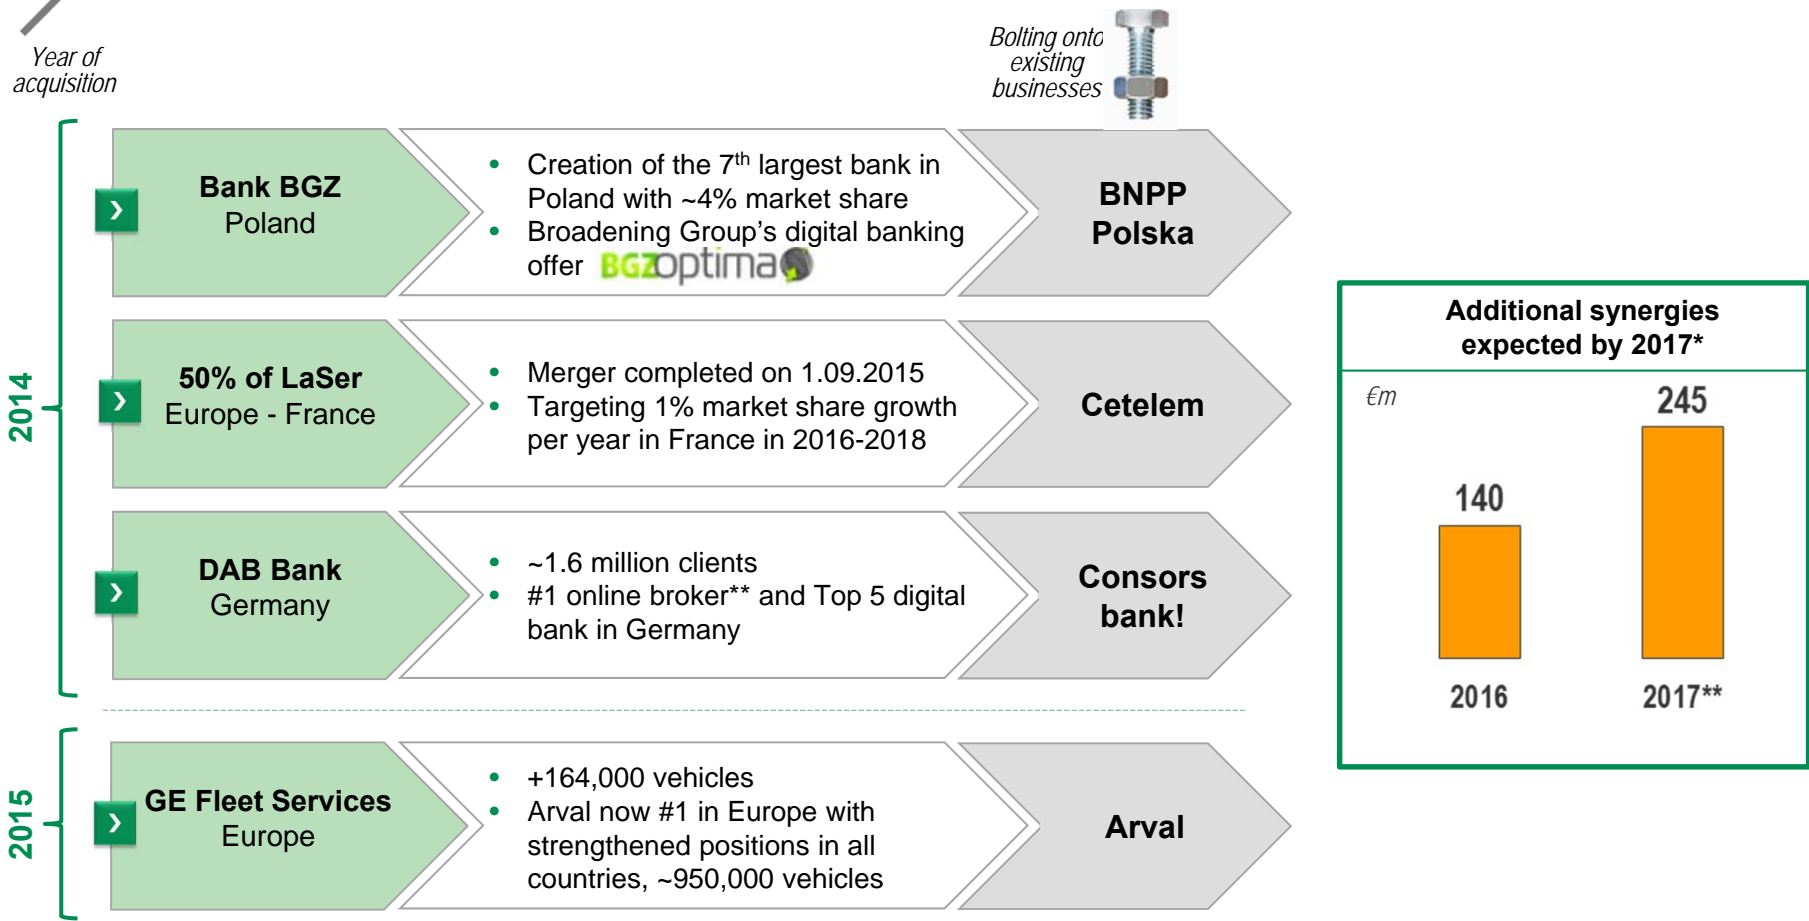 Year of
acquisition
Bolting onto
existing
businesses
2014
Bank BGZ
Poland
• Creation of the 7th largest bank in
Poland with ~4% market share
• Broadening Group's digital banking
offer BGZoptima
BNPP
Polska
50% of LaSer
Europe - France
• Merger completed on 1.09.2015
• Targeting 1% market share growth
per year in France in 2016-2018
Cetelem
DAB Bank
Germany
• ~1.6 million clients
• #1 online broker** and Top 5 digital
bank in Germany
Consors
bank!
2015
GE Fleet Services
Europe
• +164,000 vehicles
• Arval now #1 in Europe with
strengthened positions in all
countries, ~950,000 vehicles
Arval
Additional synergies
expected by 2017*
€m
245
140
2016
2017**